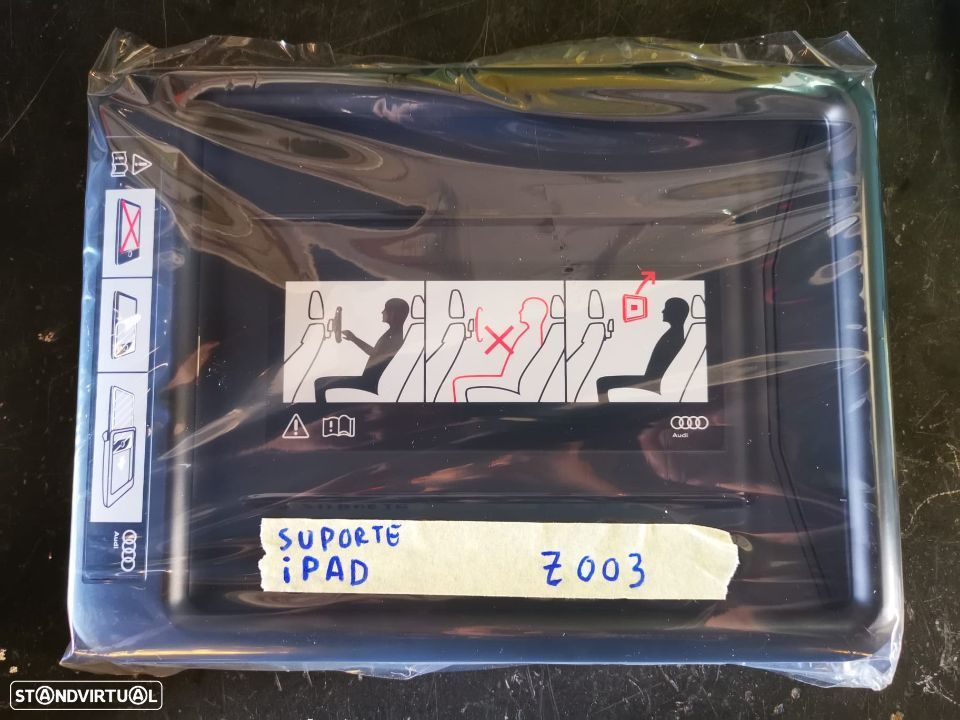 SUPORTE
iPAD Z003
Audi
Audi
STANDVIRTUAL